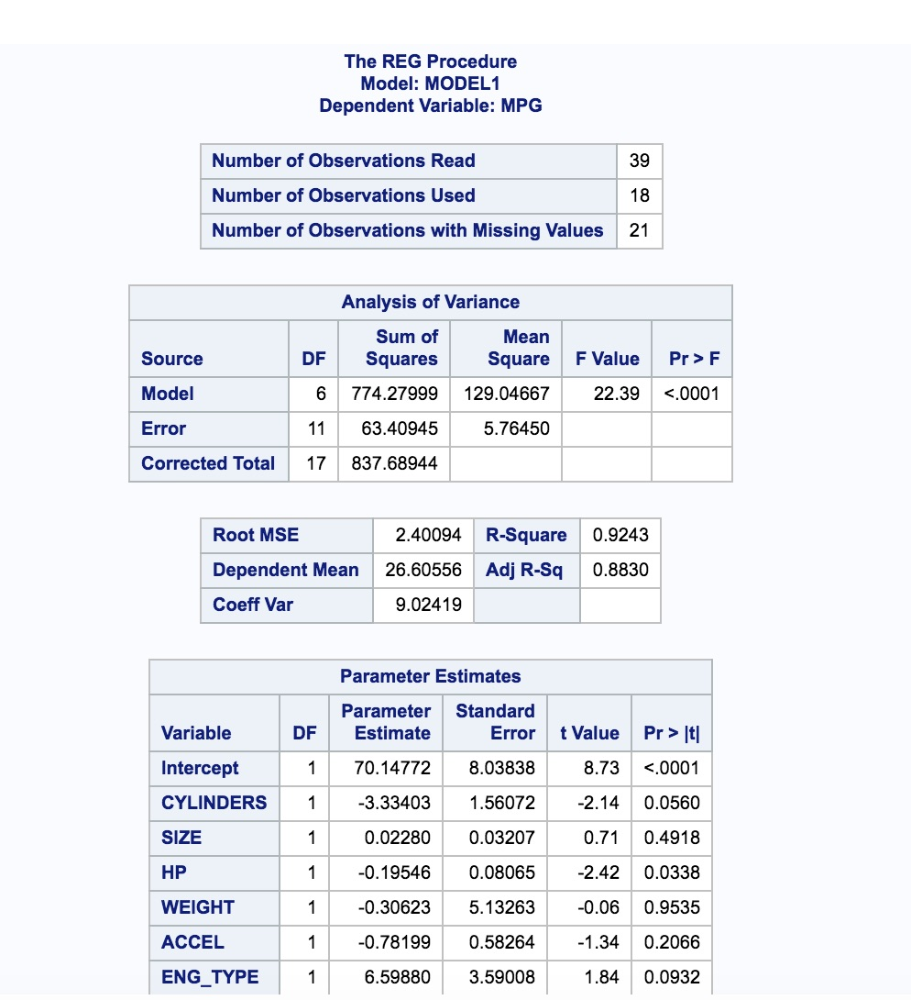 The REG Procedure
Model: MODEL1
Dependent Variable: MPG
Number of Observations Read 39
Number of Observations Used 18
Number of Observations with Missing Values 21
Analysis of Variance
Source DF Sum of Squares Mean Square F Value Pr > F
Model 6 774.27999 129.04667 22.39 <.0001
Error 11 63.40945 5.76450
Corrected Total 17 837.68944
Root MSE 2.40094 R-Square 0.9243
Dependent Mean 26.60556 Adj R-Sq 0.8830
Coeff Var 9.02419
Parameter Estimates
Variable DF Parameter Estimate Standard Error t Value Pr > |t|
Intercept 1 70.14772 8.03838 8.73 <.0001
CYLINDERS 1 -3.33403 1.56072 -2.14 0.0560
SIZE 1 0.02280 0.03207 0.71 0.4918
HP 1 -0.19546 0.08065 -2.42 0.0338
WEIGHT 1 -0.30623 5.13263 -0.06 0.9535
ACCEL 1 -0.78199 0.58264 -1.34 0.2066
ENG_TYPE 1 6.59880 3.59008 1.84 0.0932